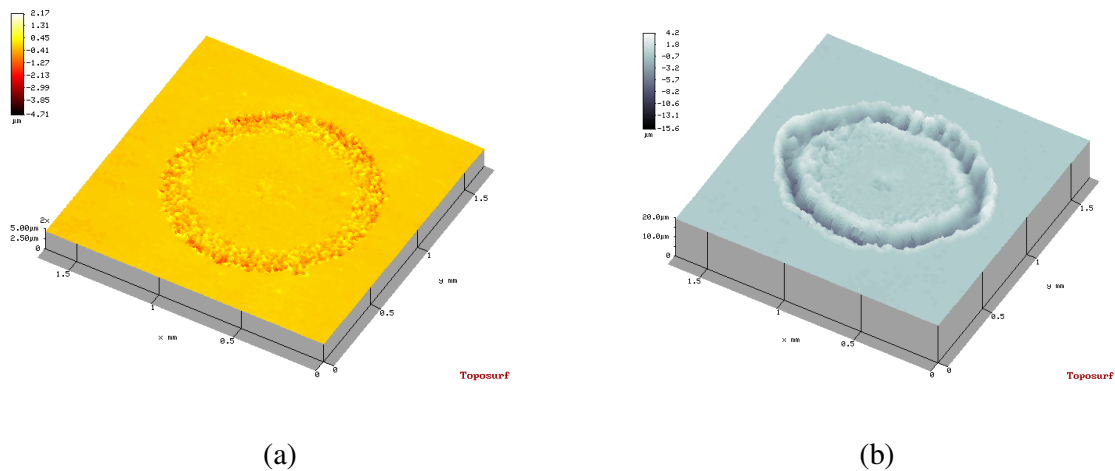 2.17
1.31
0.45
-0.41
-1.27
-2.13
-2.99
-3.85
-4.71
µm
2x
5.00µm
2.50µm
0
1.5
1
0.5
0
x mm
0
0.5
1
1.5
y mm
Toposurf
(a)
4.2
1.8
-0.7
-3.2
-5.7
-8.2
-10.6
-13.1
-15.6
µm
20.0µm
10.0µm
0
1.5
1
0.5
0
x mm
0
0.5
1
1.5
y mm
Toposurf
(b)